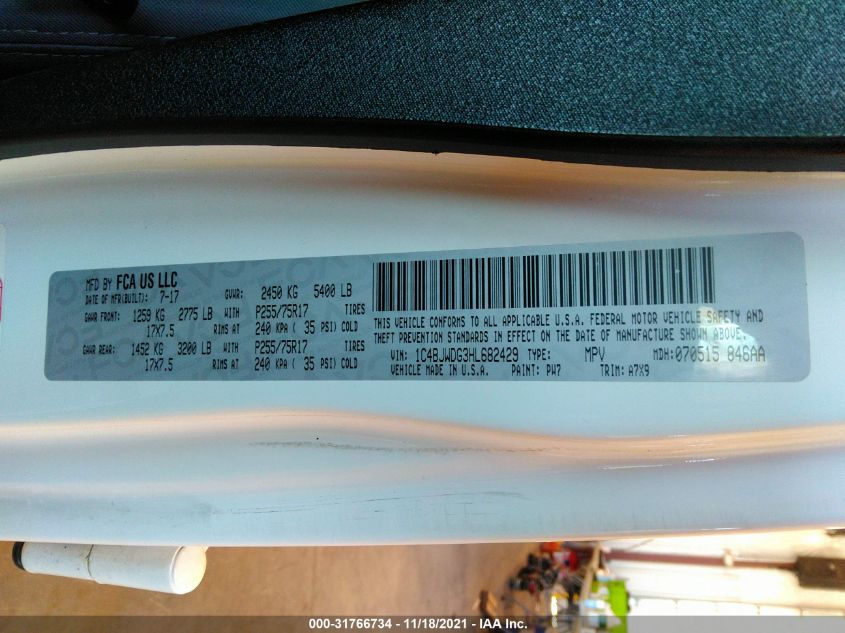 MFD BY FCA US LLC
DATE OF MFR(BUILT): 7-17 GVWR: 2450 KG 5400 LB
GAWR FRONT: 1259 KG 2775 LB WITH P255/75R17 TIRES
17X7.5 RIMS AT 240 KPA ( 35 PSI) COLD
GAWR REAR: 1452 KG 3200 LB WITH P255/75R17 TIRES
17X7.5 RIMS AT 240 KPA ( 35 PSI) COLD
THIS VEHICLE CONFORMS TO ALL APPLICABLE U.S.A. FEDERAL MOTOR VEHICLE SAFETY AND
THEFT PREVENTION STANDARDS IN EFFECT ON THE DATE OF MANUFACTURE SHOWN ABOVE.
VIN: 1C4BJWDG3HL682429 TYPE: MPV MDH:070515 846AA
VEHICLE MADE IN U.S.A. PAINT: PW7 TRIM: A7X9
000-31766734 - 11/18/2021 - IAA Inc.